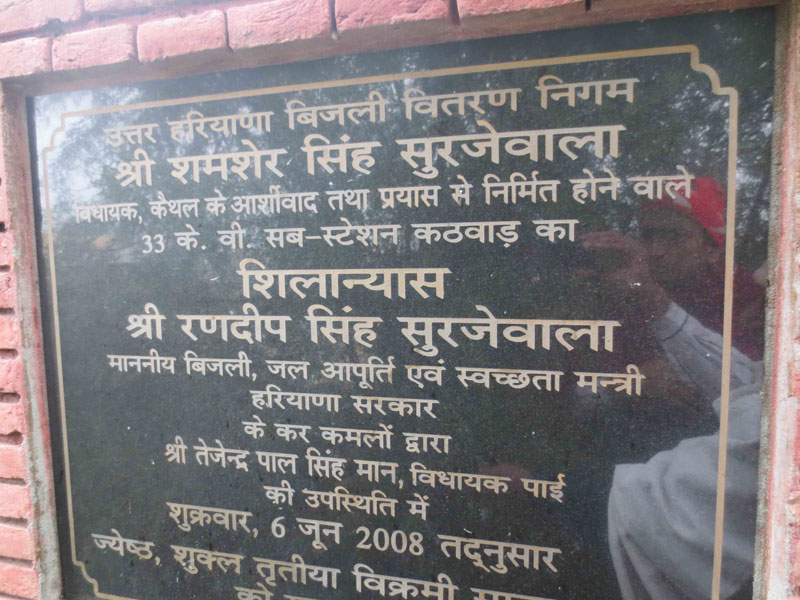 उत्तर हरियाणा बिजली वितरण निगम
श्री शमशेर सिंह सुरजेवाला
विधायक, कैथल के आर्शीवाद तथा प्रयास से निर्मित होने वाले
33 के. वी. सब-स्टेशन कठवाड़ का
शिलान्यास
श्री रणदीप सिंह सुरजेवाला
माननीय बिजली, जल आपूर्ति एवं स्वच्छता मन्त्री
हरियाणा सरकार
के कर कमलों द्वारा
श्री तेजेन्द्र पाल सिंह मान, विधायक पाई
की उपस्थिति में
शुक्रवार, 6 जून 2008 तद्नुसार
ज्येष्ठ, शुक्ल तृतीया विक्रमी
को